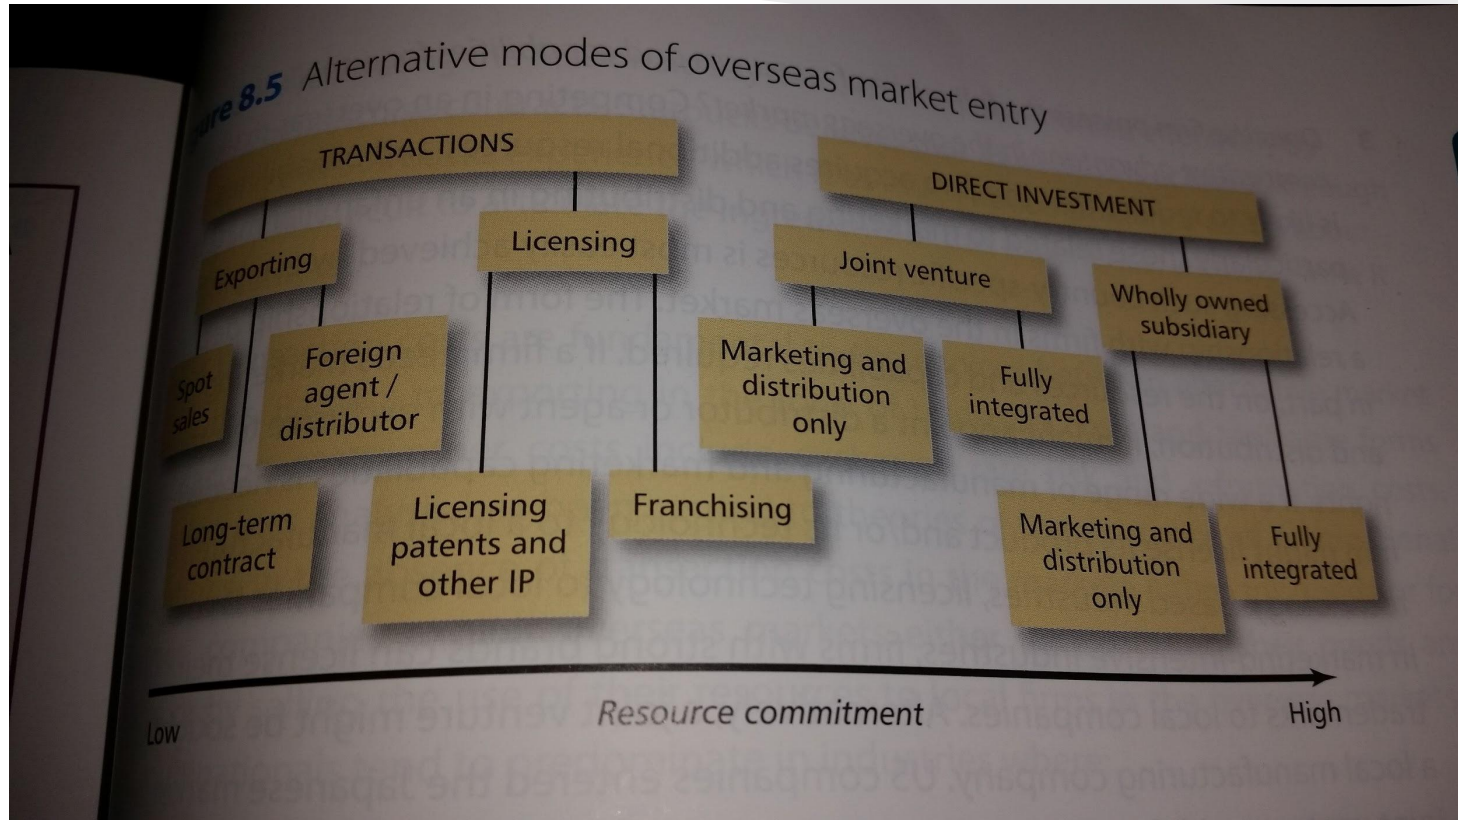 8.5 Alternative modes of overseas market entry
TRANSACTIONS
DIRECT INVESTMENT
Exporting
Licensing
Joint venture
Wholly owned
subsidiary
Spot
sales
Foreign
agent /
distributor
Marketing and
distribution
only
Fully
integrated
Long-term
contract
Licensing
patents and
other IP
Franchising
Marketing and
distribution
only
Fully
integrated
Low
Resource commitment
High